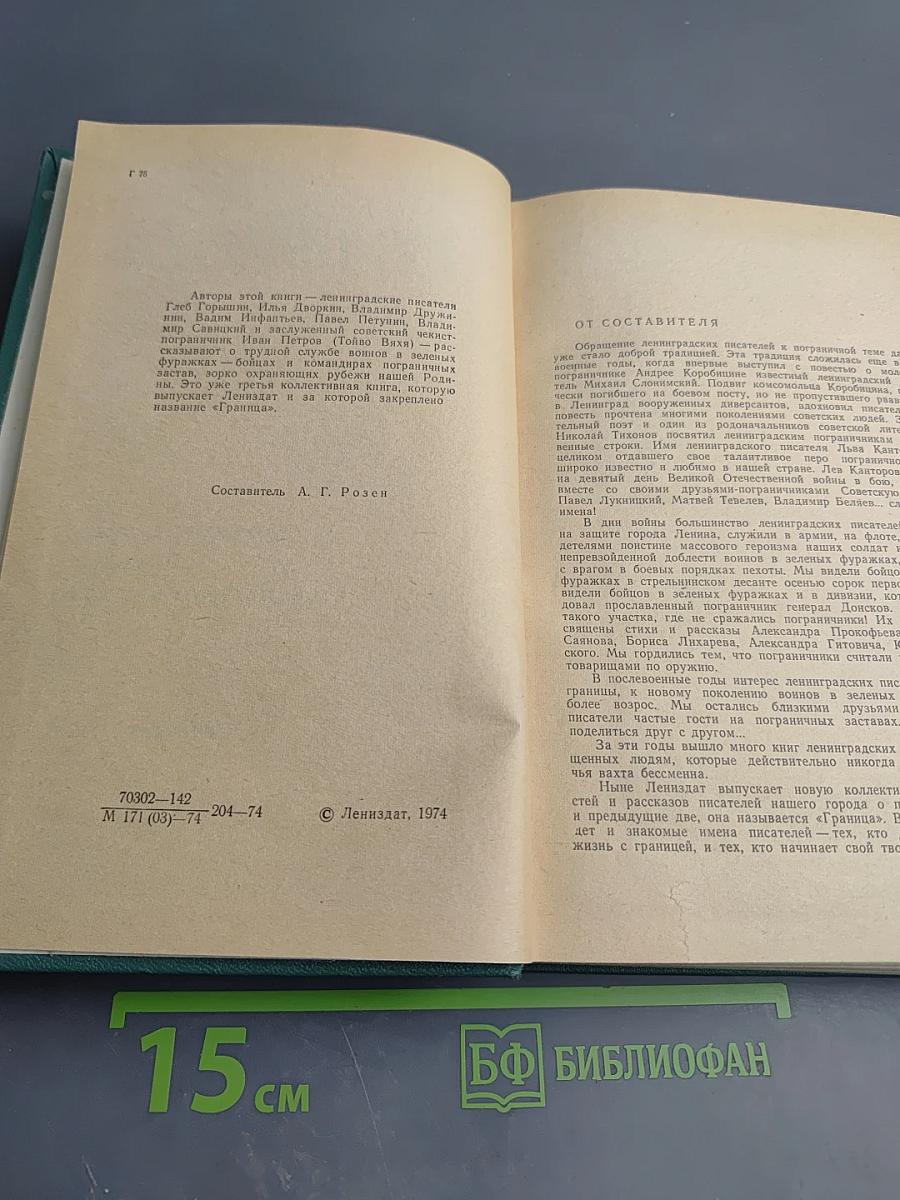 Г 78
Авторы этой книги — ленинградские писатели
Глеб Горышин, Илья Дворкин, Владимир Дружи-
нин, Вадим Инфантьев, Павел Петунин, Влади-
мир Савицкий и заслуженный советский чекист-
пограничник Иван Петров (Тойво Вяхя) — рас-
сказывают о трудной службе воинов в зеленых
фуражках — бойцах и командирах пограничных
застав, зорко охраняющих рубежи нашей Роди-
ны. Это уже третья коллективная книга, которую
выпускает Лениздат и за которой закреплено
название «Граница».
Составитель А. Г. Розен
70302—142
М 171 (03)—74
204—74
© Лениздат, 1974
ОТ СОСТАВИТЕЛЯ
Обращение ленинградских писателей к пограничной теме
уже стало доброй традицией. Эта традиция сложилась еще в
военные годы, когда впервые выступил с повестью о
пограничнике Андрее Коробицине известный ленинградский
тель Михаил Слонимский. Подвиг комсомольца Коробицина,
чески погибшего на боевом посту, но не пропустившего
в Ленинград вооруженных диверсантов, вдохновил
повесть прочтена многими поколениями советских людей.
тельный поэт и один из родоначальников советской
Николай Тихонов посвятил ленинградским пограничникам
венные строки. Имя ленинградского писателя Льва
целиком отдавшего свое талантливое перо
широко известно и любимо в нашей стране. Лев
на девятый день Великой Отечественной войны в бою,
вместе со своими друзьями-пограничниками Советскую
Павел Лукницкий, Матвей Тевелев, Владимир Беляев...
имена!
В дни войны большинство ленинградских
на защите города Ленина, служили в армии, на флоте,
детелями поистине массового героизма наших солдат
непревзойденной доблести воинов в зеленых фуражках,
с врагом в боевых порядках пехоты. Мы видели
фуражках в стрельнинском десанте осенью сорок
видели бойцов в зеленых фуражках и в дивизии,
довал прославленный пограничник генерал Донсков.
такого участка, где не сражались пограничники! Их
священы стихи и рассказы Александра Прокофьева
Саянова, Бориса Лихарева, Александра Гитовича,
ского. Мы гордились тем, что пограничники считали
товарищами по оружию.
В послевоенные годы интерес ленинградских
границы, к новому поколению воинов в зеленых
более возрос. Мы остались близкими друзьями
писатели частые гости на пограничных заставах.
поделиться друг с другом...
За эти годы вышло много книг ленинградских
щенных людям, которые действительно никогда
чья вахта бессменна.
Ныне Лениздат выпускает новую
стей и рассказов писателей нашего города о
и предыдущие две, она называется «Граница».
дет и знакомые имена писателей — тех, кто
жизнь с границей, и тех, кто начинает свой
15 см
БФ БИБЛИОФАН